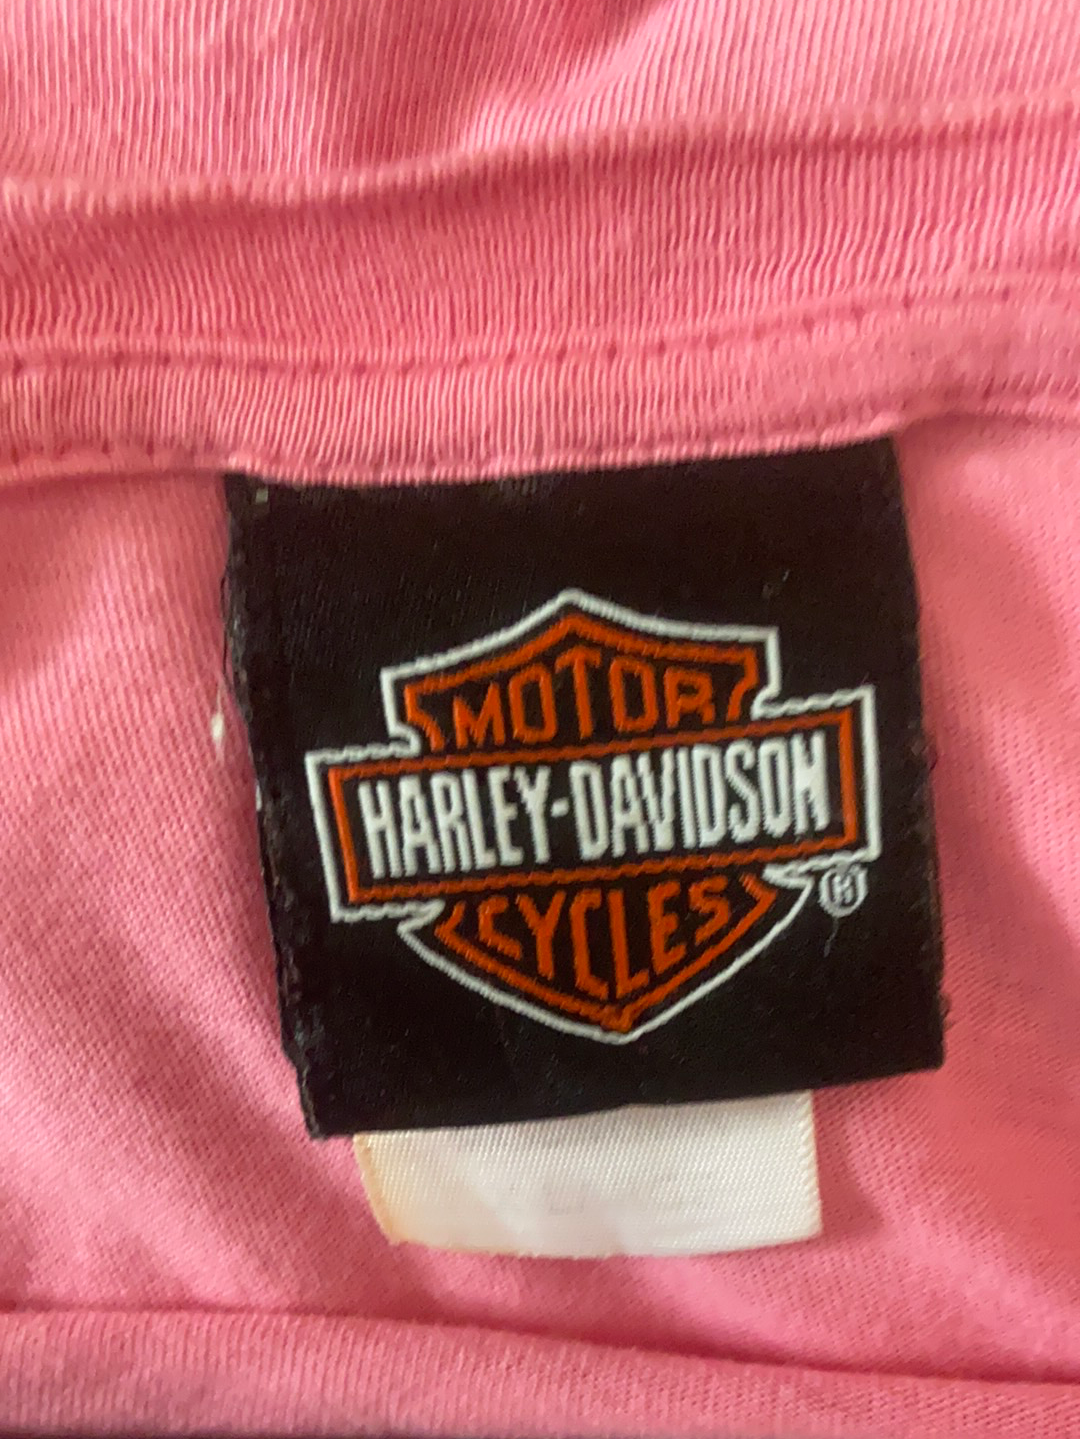 MOTOR
HARLEY-DAVIDSON
CYCLES
®